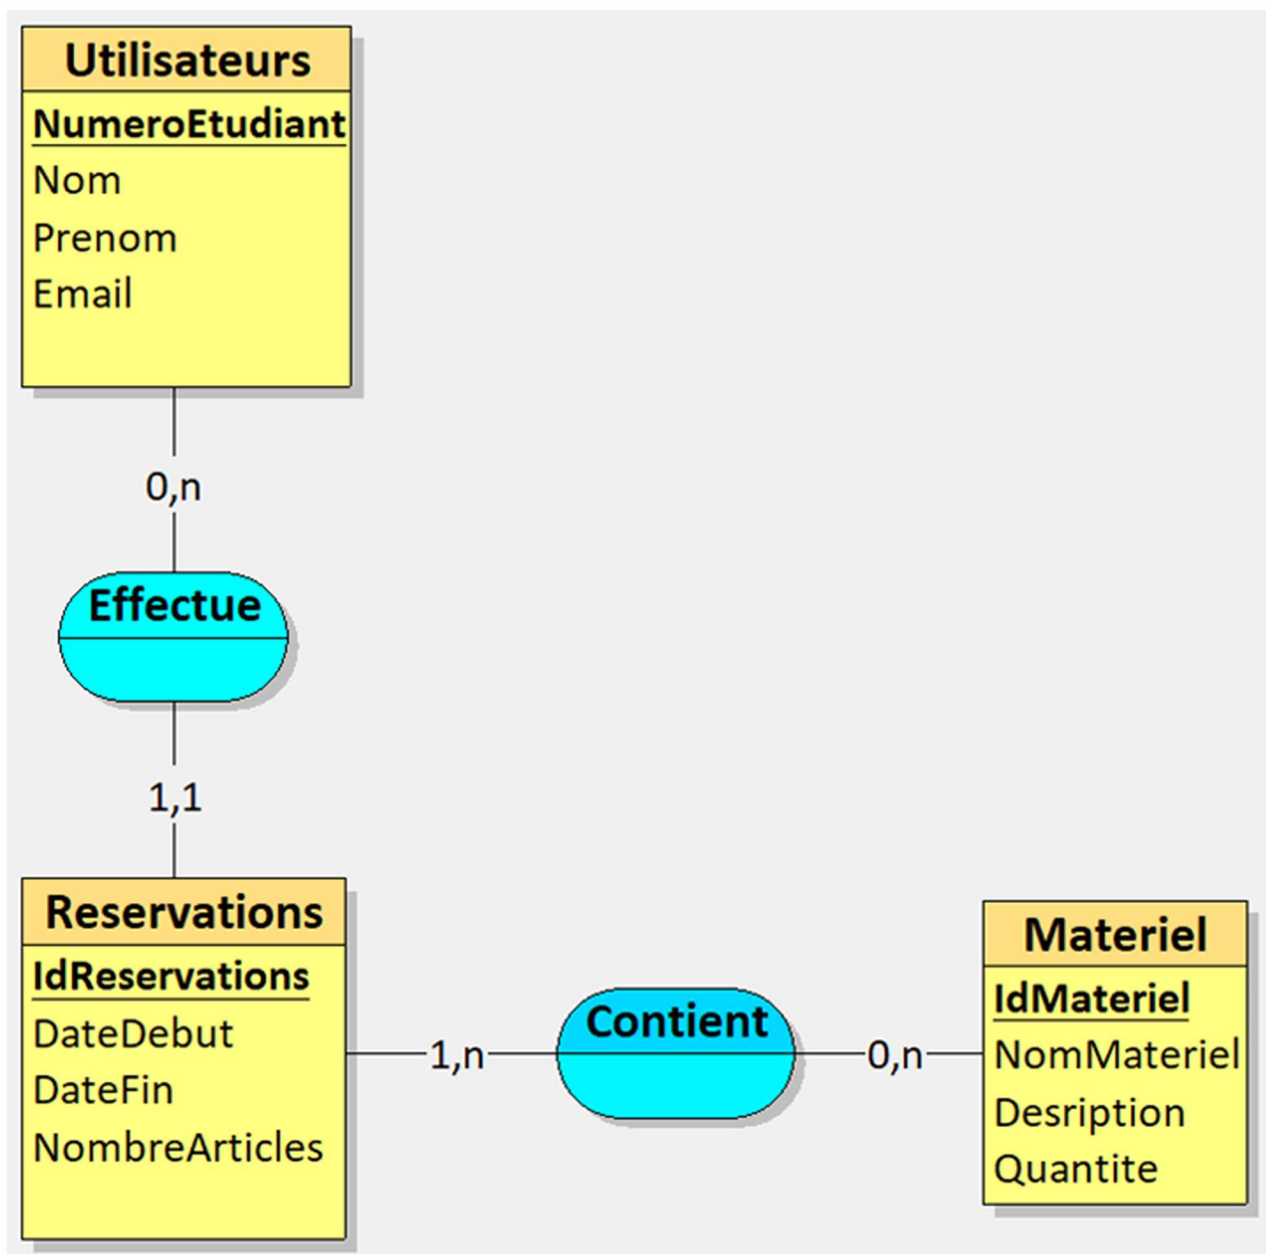 Utilisateurs
NumeroEtudiant
Nom
Prenom
Email
0,n
Effectue
1,1
Reservations
IdReservations
DateDebut
DateFin
NombreArticles
1,n
Contient
0,n
Materiel
IdMateriel
NomMateriel
Desription
Quantite